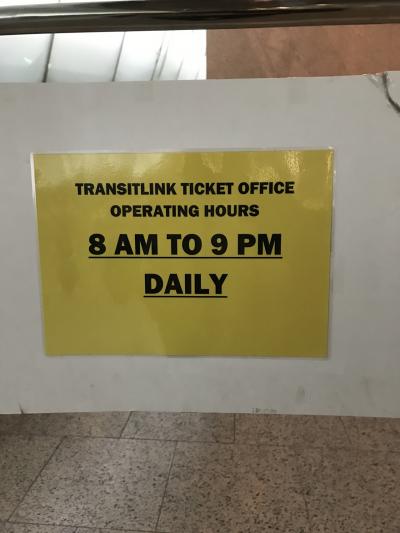 TRANSITLINK TICKET OFFICE
OPERATING HOURS
8 AM TO 9 PM
DAILY